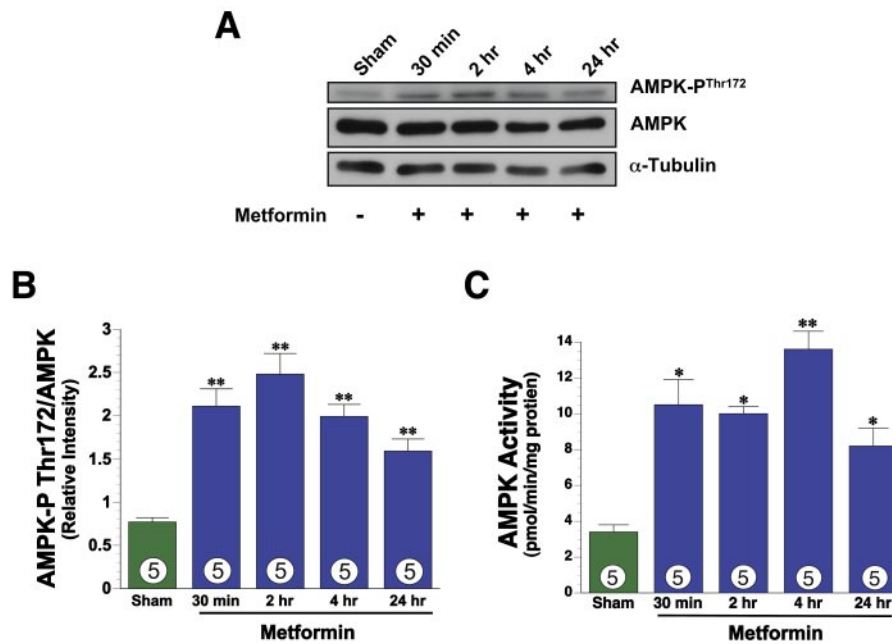 A
Sham 30 min 2 hr 4 hr 24 hr
AMPK-PThr172
AMPK
α-Tubulin
Metformin - + + + +
B
AMPK-P Thr172/AMPK
(Relative Intensity)
3
2.5
2
1.5
1
0.5
0
** ** ** **
5 5 5 5 5
Sham 30 min 2 hr 4 hr 24 hr
Metformin
C
AMPK Activity
(pmol/min/mg protien)
14
12
10
8
6
4
2
0
* * ** *
5 5 5 5 5
Sham 30 min 2 hr 4 hr 24 hr
Metformin